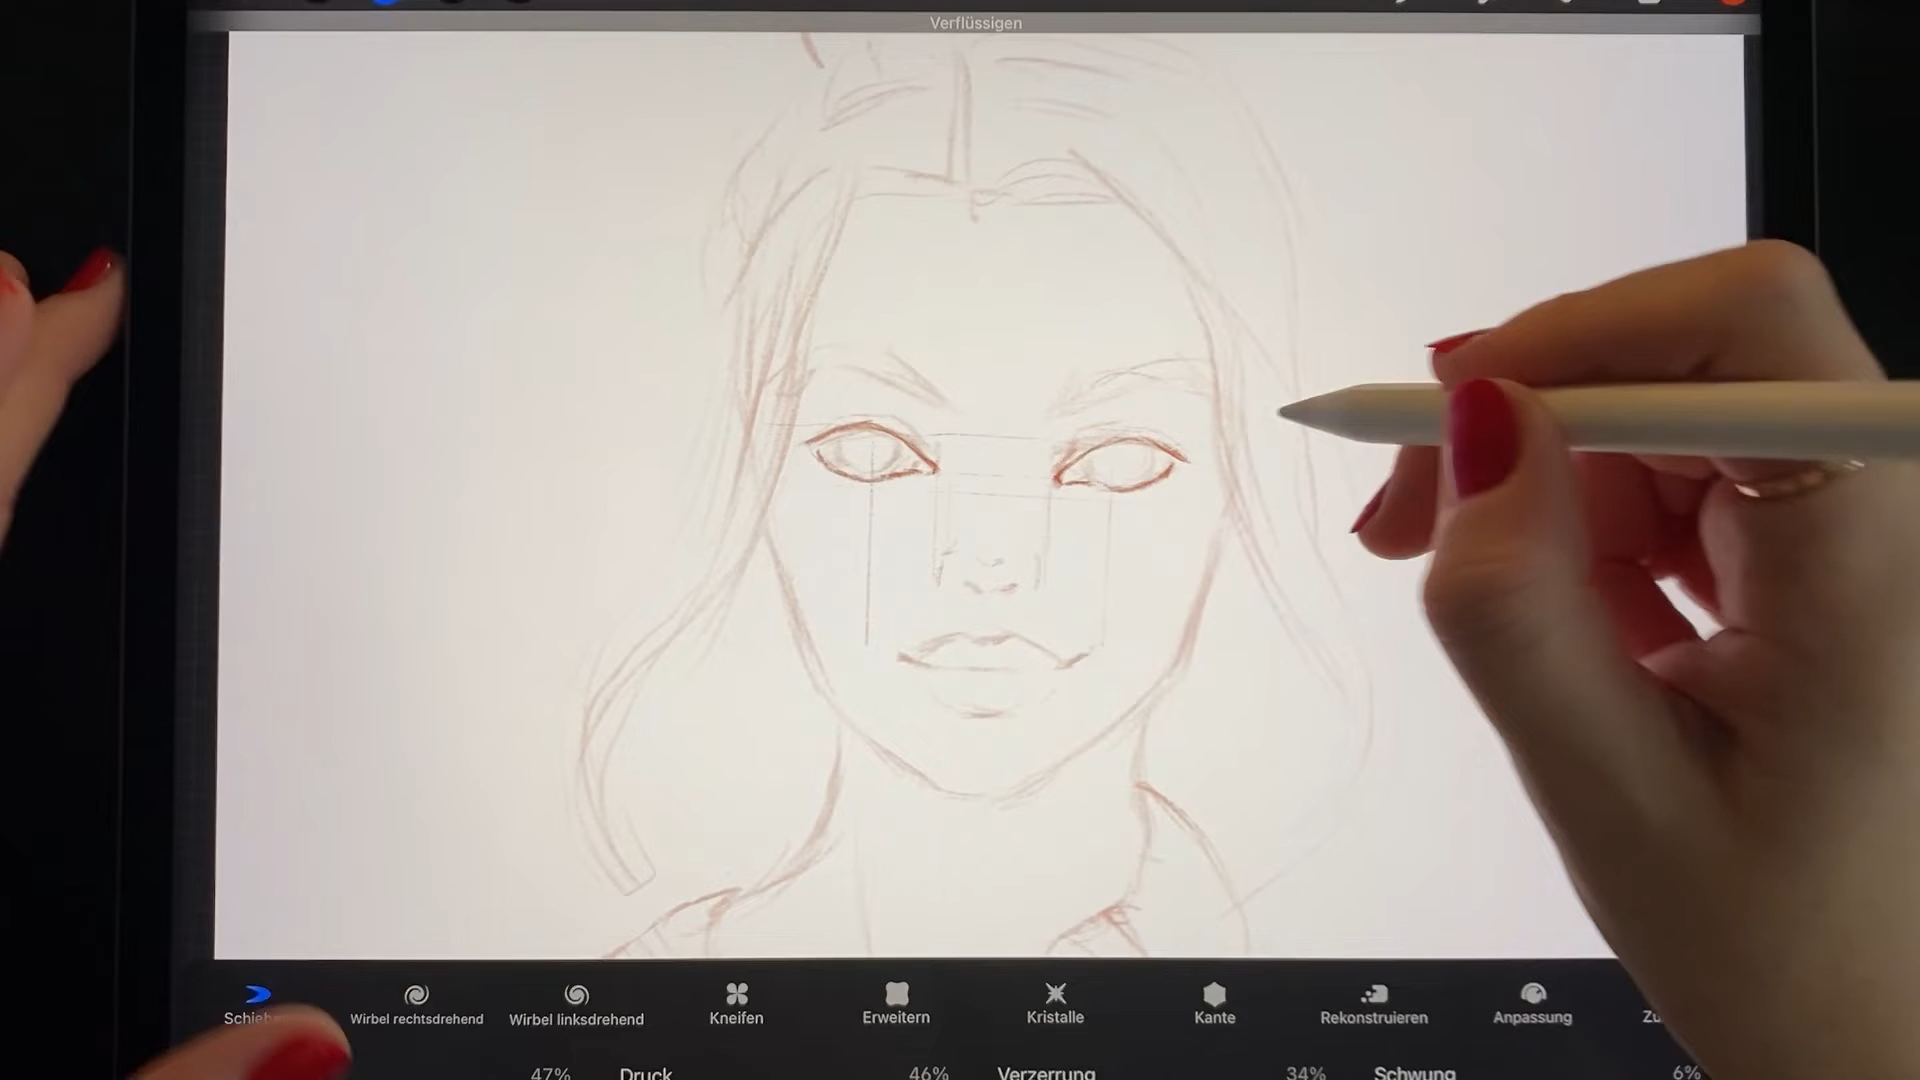 Verflüssigen
Wirbel rechtsdrehend Wirbel linksdrehend Kneifen Erweitern Kristalle Kante Rekonstruieren Anpassung
47% Druck 46% Verzerrung 34% Schwung 6%